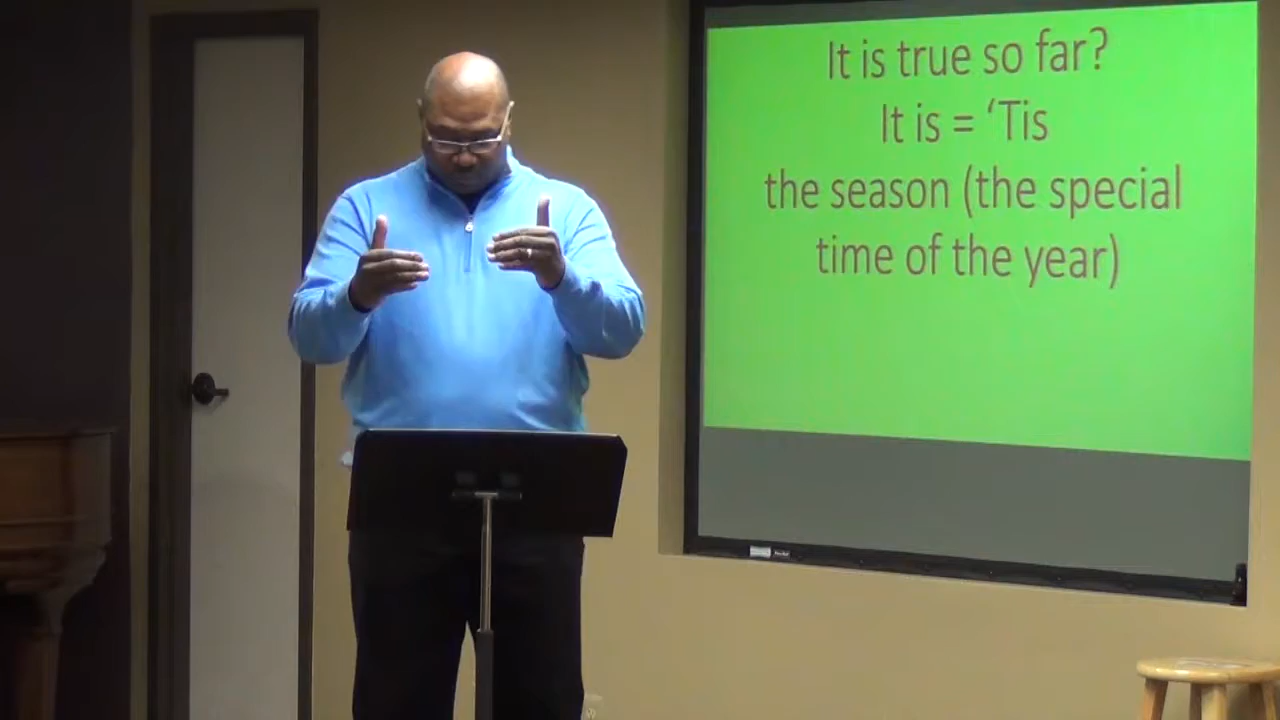 It is true so far?
It is = ‘Tis
the season (the special
time of the year)